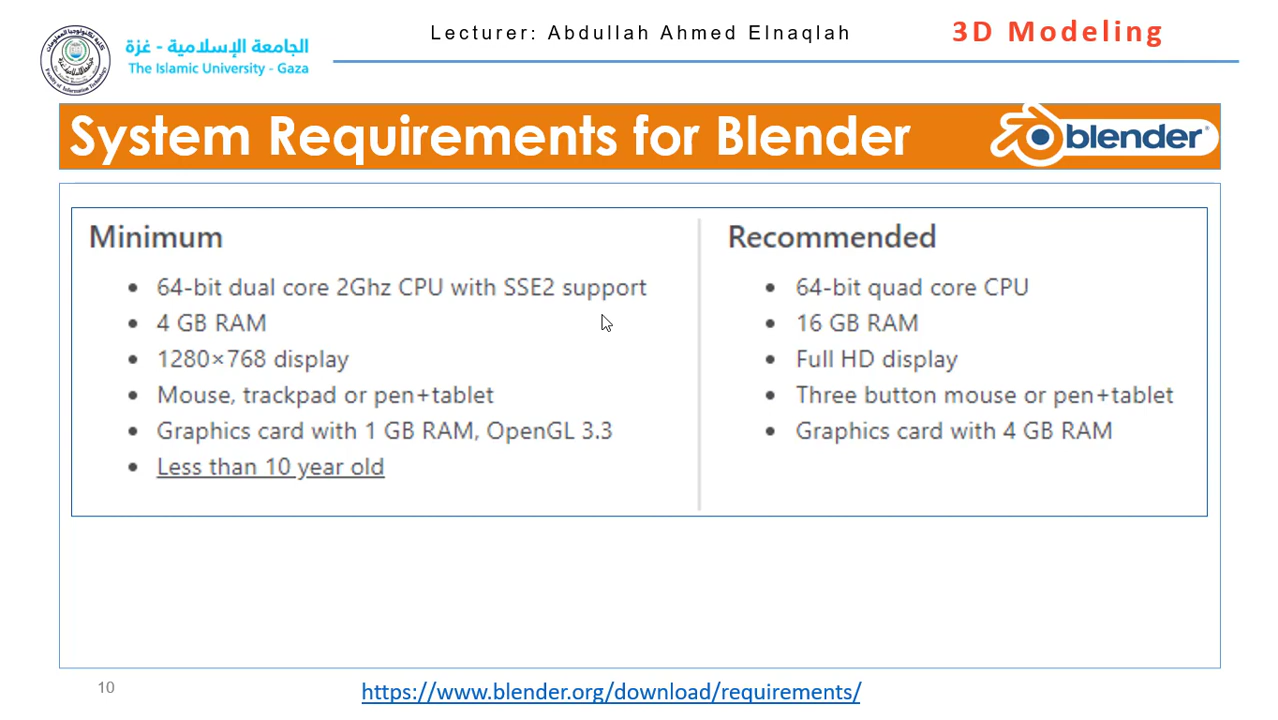 الجامعة الإسلامية - غزة
The Islamic University - Gaza
Lecturer: Abdullah Ahmed Elnaqlah
3D Modeling
System Requirements for Blender
blender
Minimum
• 64-bit dual core 2Ghz CPU with SSE2 support
• 4 GB RAM
• 1280×768 display
• Mouse, trackpad or pen+tablet
• Graphics card with 1 GB RAM, OpenGL 3.3
• Less than 10 year old
Recommended
• 64-bit quad core CPU
• 16 GB RAM
• Full HD display
• Three button mouse or pen+tablet
• Graphics card with 4 GB RAM
10
https://www.blender.org/download/requirements/